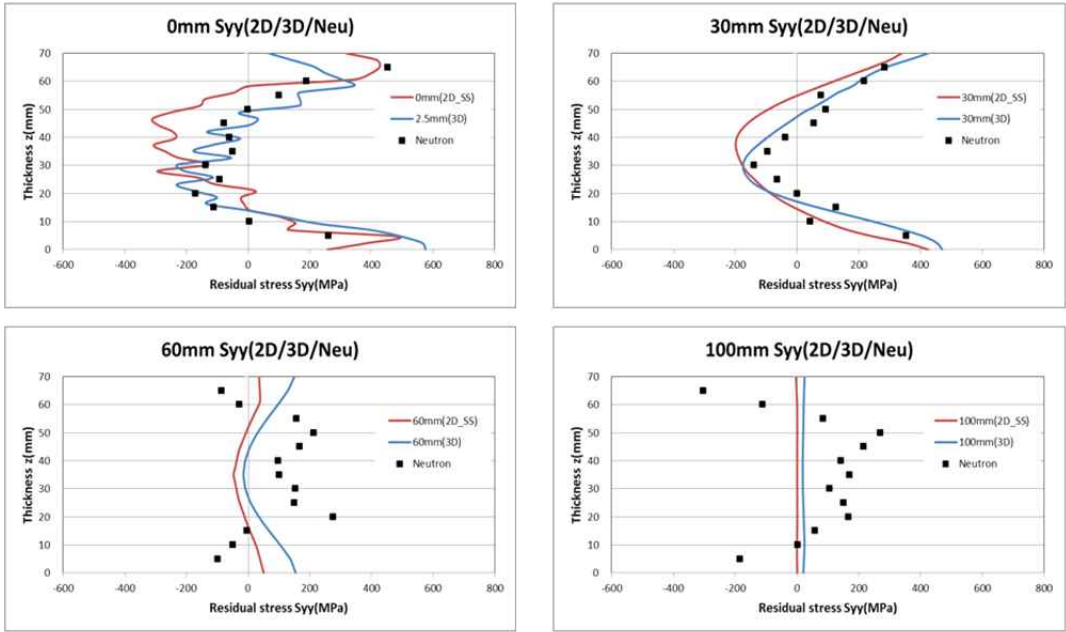 0mm Syy(2D/3D/Neu)
70
60
50
40
30
20
10
0
Thickness z(mm)
-600
-400
-200
0
200
400
600
800
Residual stress Syy(MPa)
0mm(2D_SS)
2.5mm(3D)
Neutron
30mm Syy(2D/3D/Neu)
70
60
50
40
30
20
10
0
Thickness z(mm)
-600
-400
-200
0
200
400
600
800
Residual stress Syy(MPa)
30mm(2D_SS)
30mm(3D)
Neutron
60mm Syy(2D/3D/Neu)
70
60
50
40
30
20
10
0
Thickness z(mm)
-600
-400
-200
0
200
400
600
800
Residual stress Syy(MPa)
60mm(2D_SS)
60mm(3D)
Neutron
100mm Syy(2D/3D/Neu)
70
60
50
40
30
20
10
0
Thickness z(mm)
-600
-400
-200
0
200
400
600
800
Residual stress Syy(MPa)
100mm(2D_SS)
100mm(3D)
Neutron